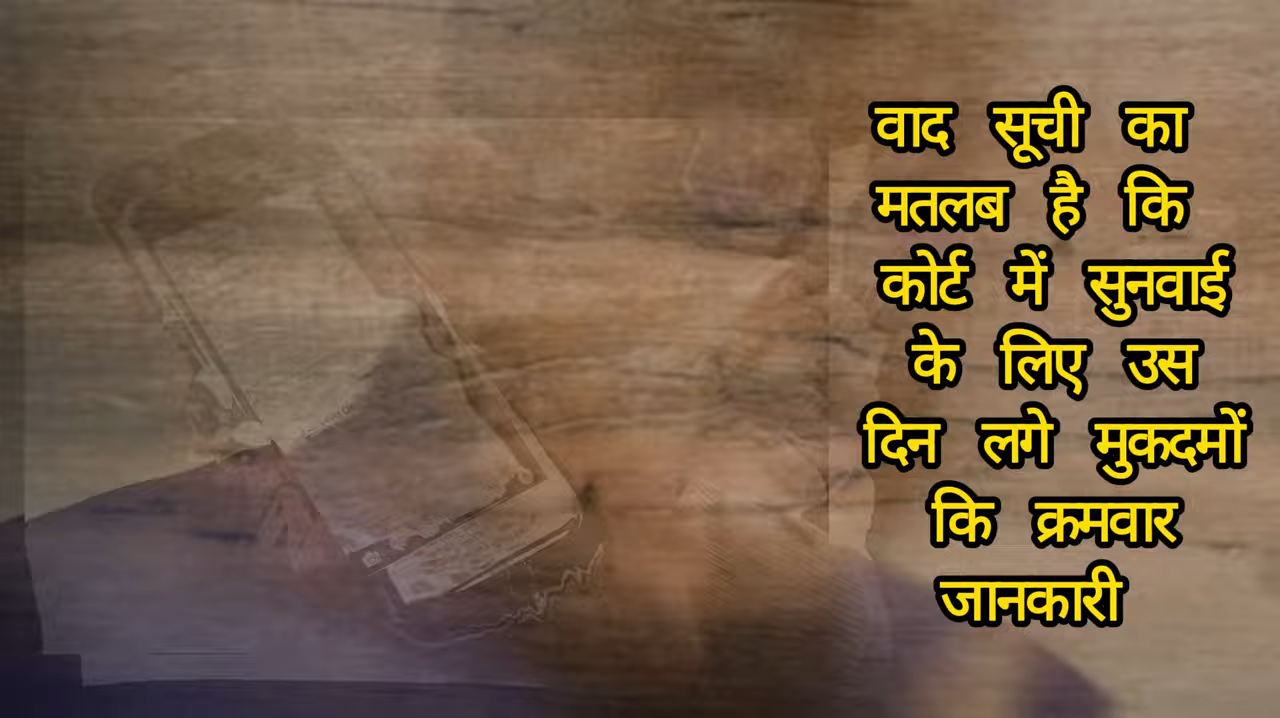 वाद सूची का
मतलब है कि
कोर्ट में सुनवाई
के लिए उस
दिन लगे मुकदमों
कि क्रमवार
जानकारी